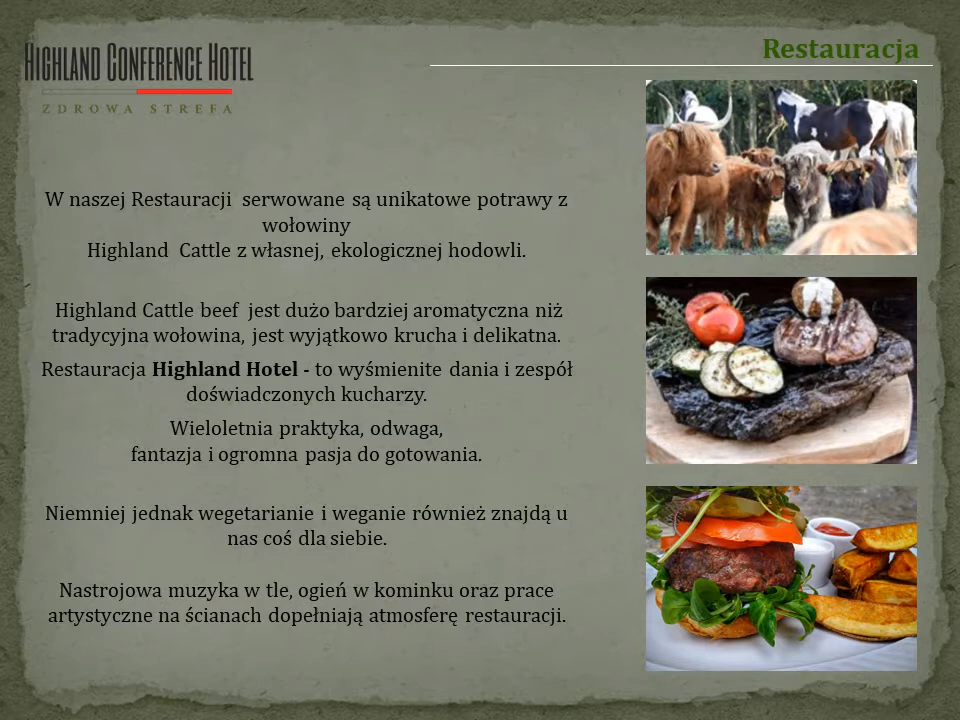 HIGHLAND CONFERENCE HOTEL
ZDROWA STREFA
Restauracja
W naszej Restauracji serwowane są unikatowe potrawy z
wołowiny
Highland Cattle z własnej, ekologicznej hodowli.
Highland Cattle beef jest dużo bardziej aromatyczna niż
tradycyjna wołowina, jest wyjątkowo krucha i delikatna.
Restauracja Highland Hotel - to wyśmienite dania i zespół
doświadczonych kucharzy.
Wieloletnia praktyka, odwaga,
fantazja i ogromna pasja do gotowania.
Niemniej jednak wegetarianie i weganie również znajdą u
nas coś dla siebie.
Nastrojowa muzyka w tle, ogień w kominku oraz prace
artystyczne na ścianach dopełniają atmosferę restauracji.